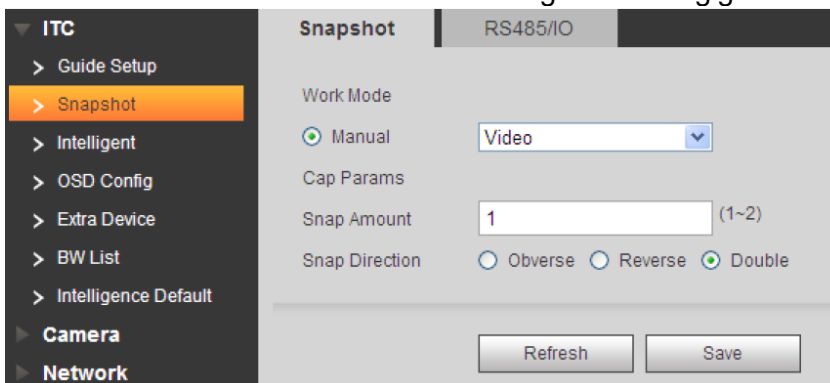 ITC
Guide Setup
Snapshot
Intelligent
OSD Config
Extra Device
BW List
Intelligence Default
Camera
Network
Snapshot RS485/IO
Work Mode
Manual Video
Cap Params
Snap Amount 1 (1~2)
Snap Direction Obverse Reverse Double
Refresh Save